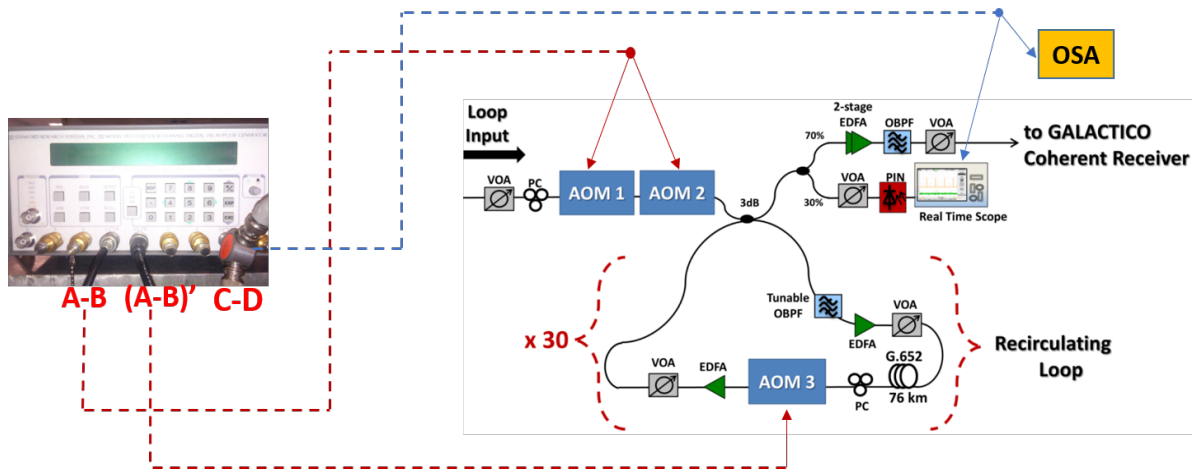 OSA
Loop
Input
2-stage
EDFA
OBPF
VOA
70%
to GALACTICO
Coherent Receiver
VOA
PC
AOM 1
AOM 2
3dB
30%
VOA
PIN
Real Time Scope
A-B
(A-B)'
C-D
x 30
Tunable
OBPF
EDFA
VOA
Recirculating
Loop
VOA
EDFA
AOM 3
PC
G.652
76 km